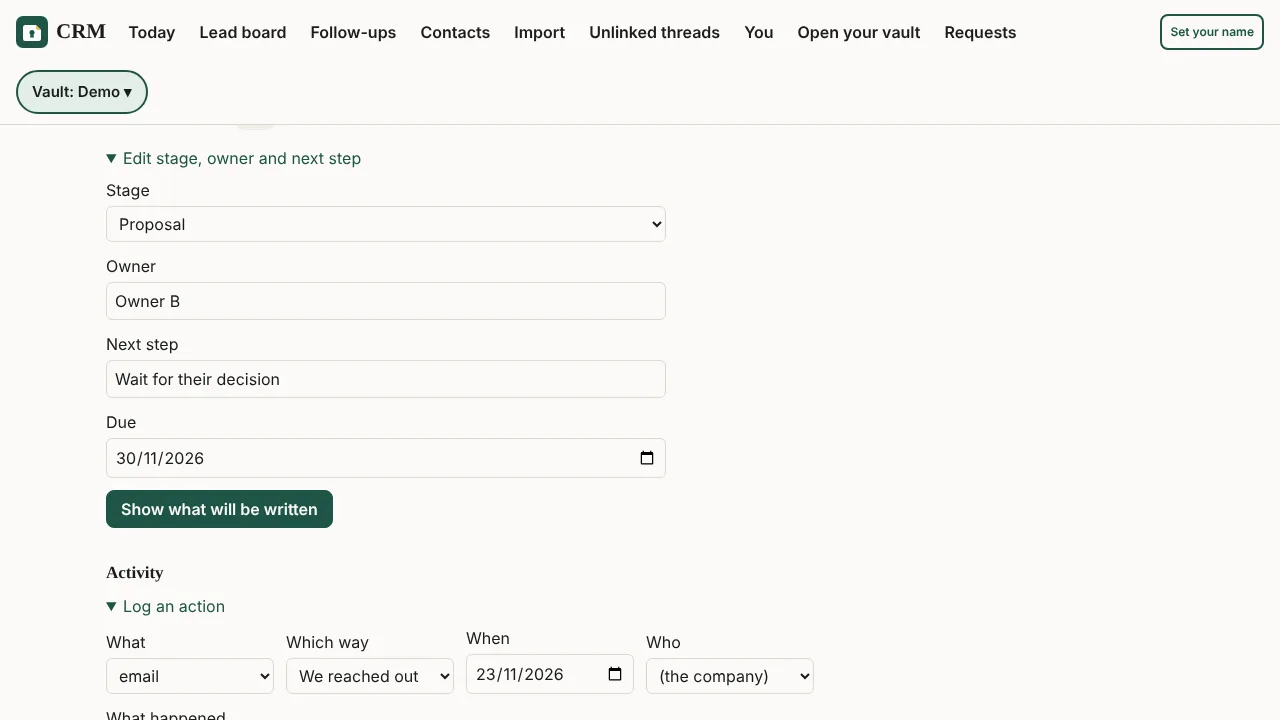 CRM Today Lead board Follow-ups Contacts Import Unlinked threads You Open your vault Requests Set your name
Vault: Demo ▾
▼ Edit stage, owner and next step
Stage
Proposal
Owner
Owner B
Next step
Wait for their decision
Due
30/11/2026
Show what will be written
Activity
▼ Log an action
What Which way When Who
email We reached out 23/11/2026 (the company)
What happened